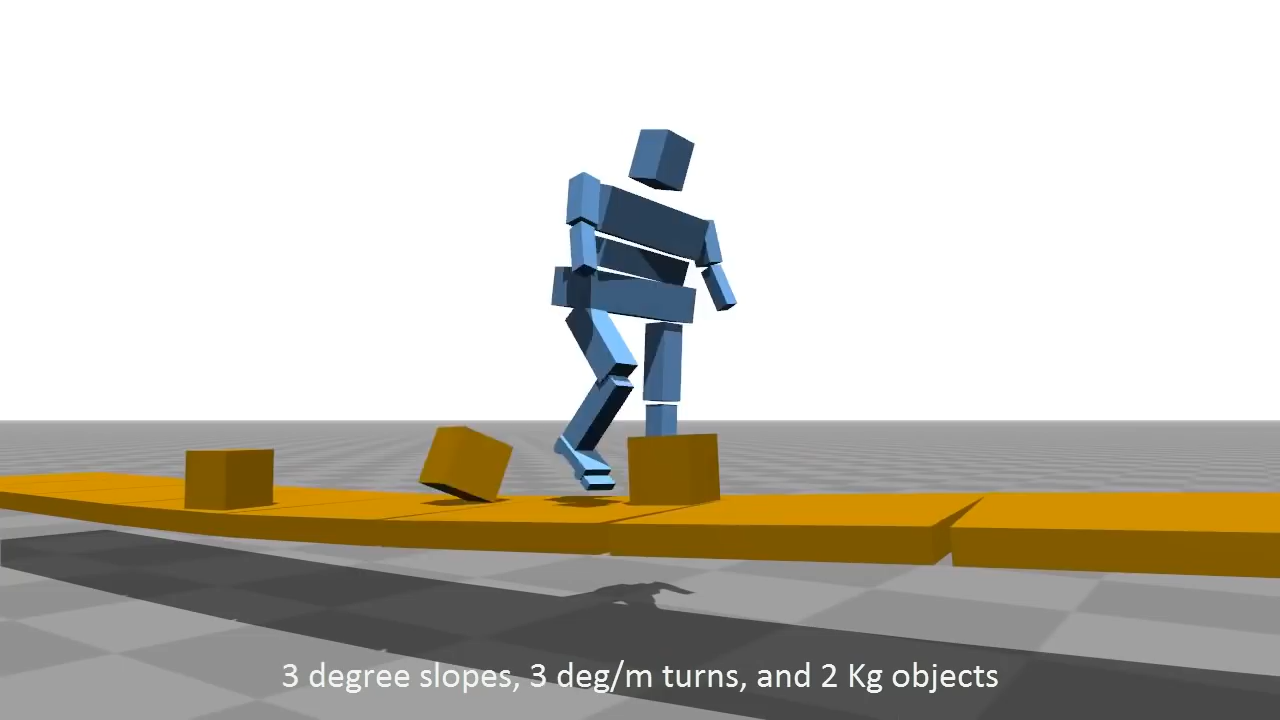 3 degree slopes, 3 deg/m turns, and 2 Kg objects